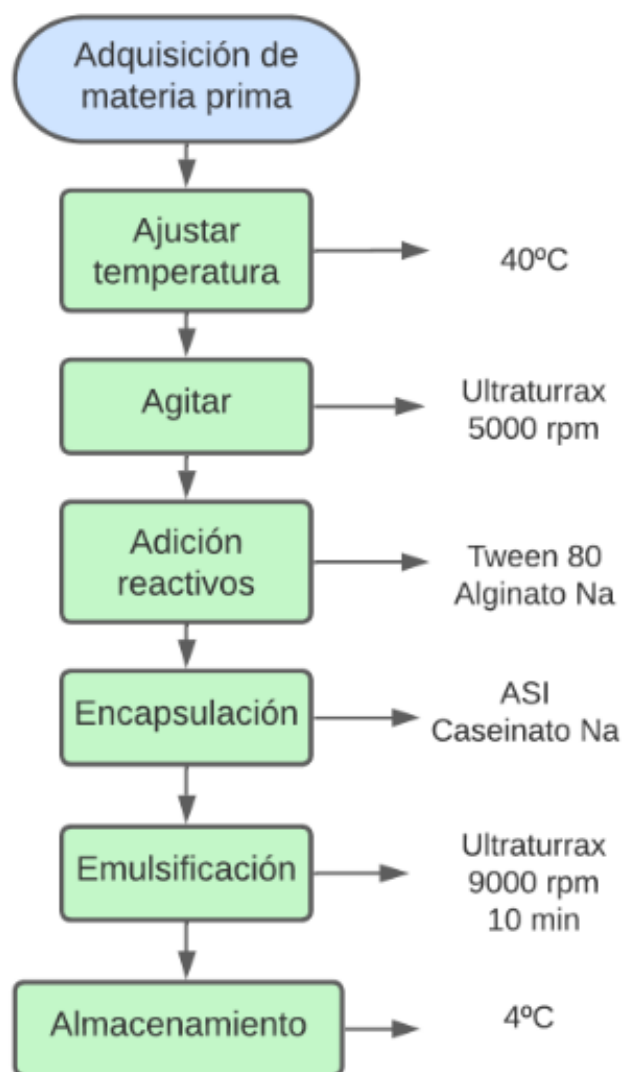 Adquisición de
materia prima
Ajustar
temperatura
40ºC
Agitar
Ultraturrax
5000 rpm
Adición
reactivos
Tween 80
Alginato Na
Encapsulación
ASI
Caseinato Na
Emulsificación
Ultraturrax
9000 rpm
10 min
Almacenamiento
4ºC